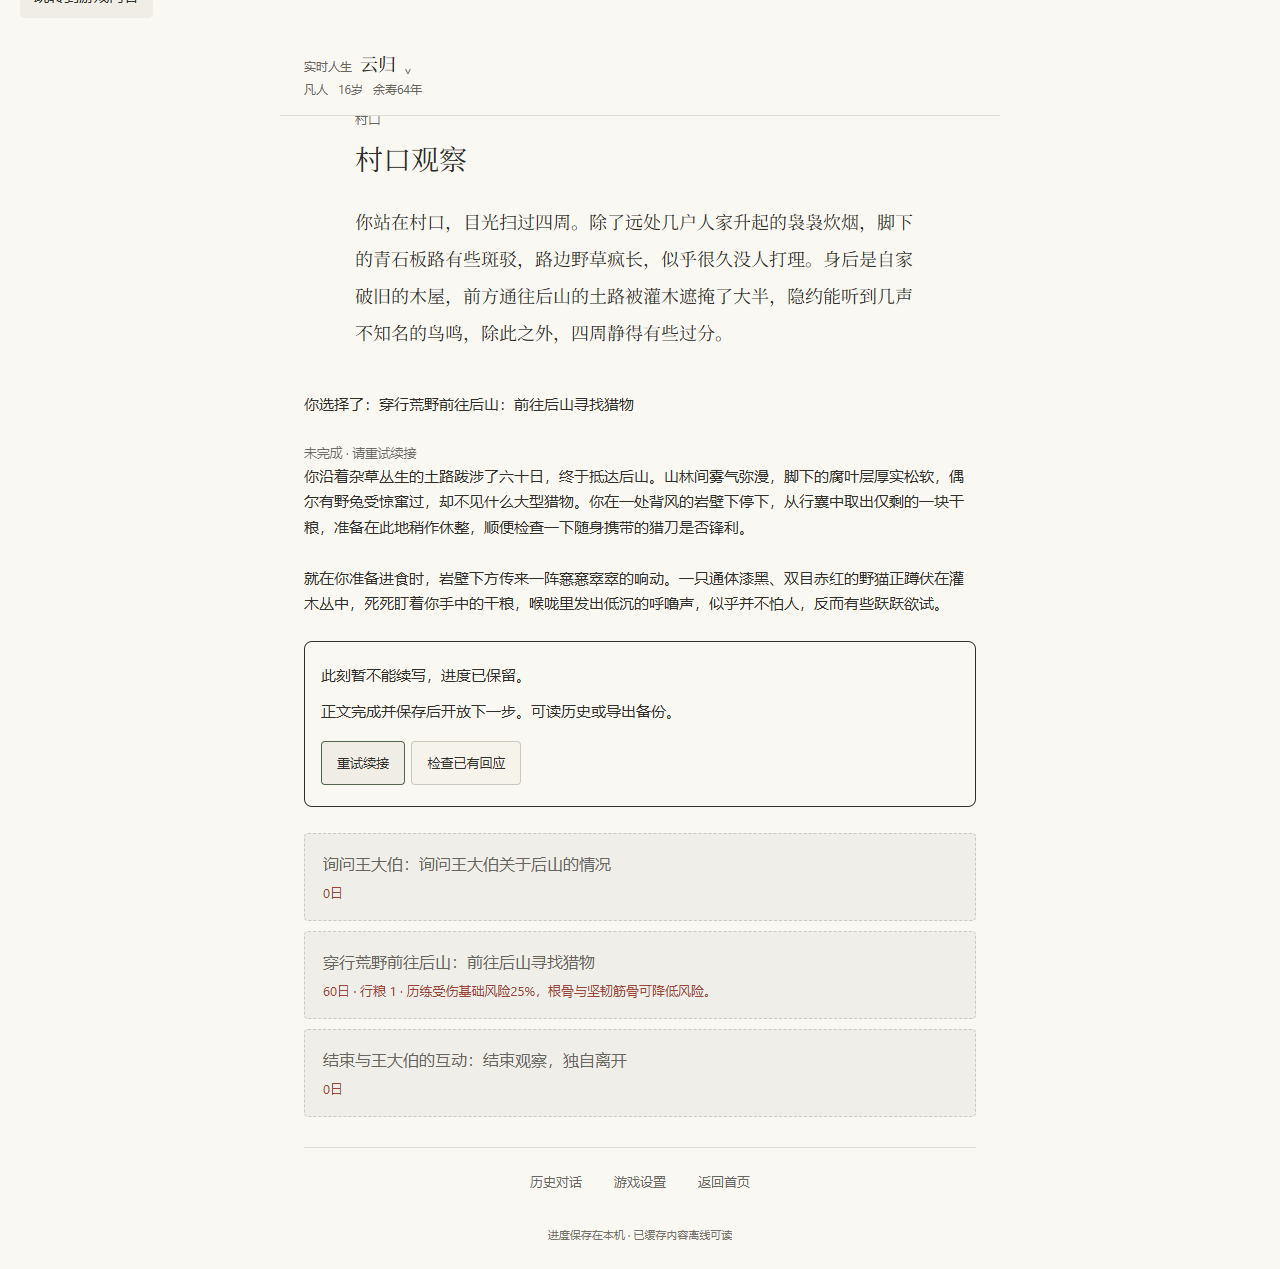 实时人生 云归 v
凡人 16岁 余寿64年
村口
村口观察
你站在村口，目光扫过四周。除了远处几户人家升起的袅袅炊烟，脚下
的青石板路有些斑驳，路边野草疯长，似乎很久没人打理。身后是自家
破旧的木屋，前方通往后山的土路被灌木遮掩了大半，隐约能听到几声
不知名的鸟鸣，除此之外，四周静得有些过分。
你选择了：穿行荒野前往后山：前往后山寻找猎物
未完成 · 请重试续接
你沿着杂草丛生的土路跋涉了六十日，终于抵达后山。山林间雾气弥漫，脚下的腐叶层厚实松软，偶
尔有野兔受惊窜过，却不见什么大型猎物。你在一处背风的岩壁下停下，从行囊中取出仅剩的一块干
粮，准备在此地稍作休整，顺便检查一下随身携带的猎刀是否锋利。
就在你准备进食时，岩壁下方传来一阵窸窸窣窣的响动。一只通体漆黑、双目赤红的野猫正蹲伏在灌
木丛中，死死盯着你手中的干粮，喉咙里发出低沉的呼噜声，似乎并不怕人，反而有些跃跃欲试。
此刻暂不能续写，进度已保留。
正文完成并保存后开放下一步。可读历史或导出备份。
重试续接 检查已有回应
询问王大伯：询问王大伯关于后山的情况
0日
穿行荒野前往后山：前往后山寻找猎物
60日 · 行粮 1 · 历练受伤基础风险25%，根骨与坚韧筋骨可降低风险。
结束与王大伯的互动：结束观察，独自离开
0日
历史对话 游戏设置 返回首页
进度保存在本机 · 已缓存内容离线可读